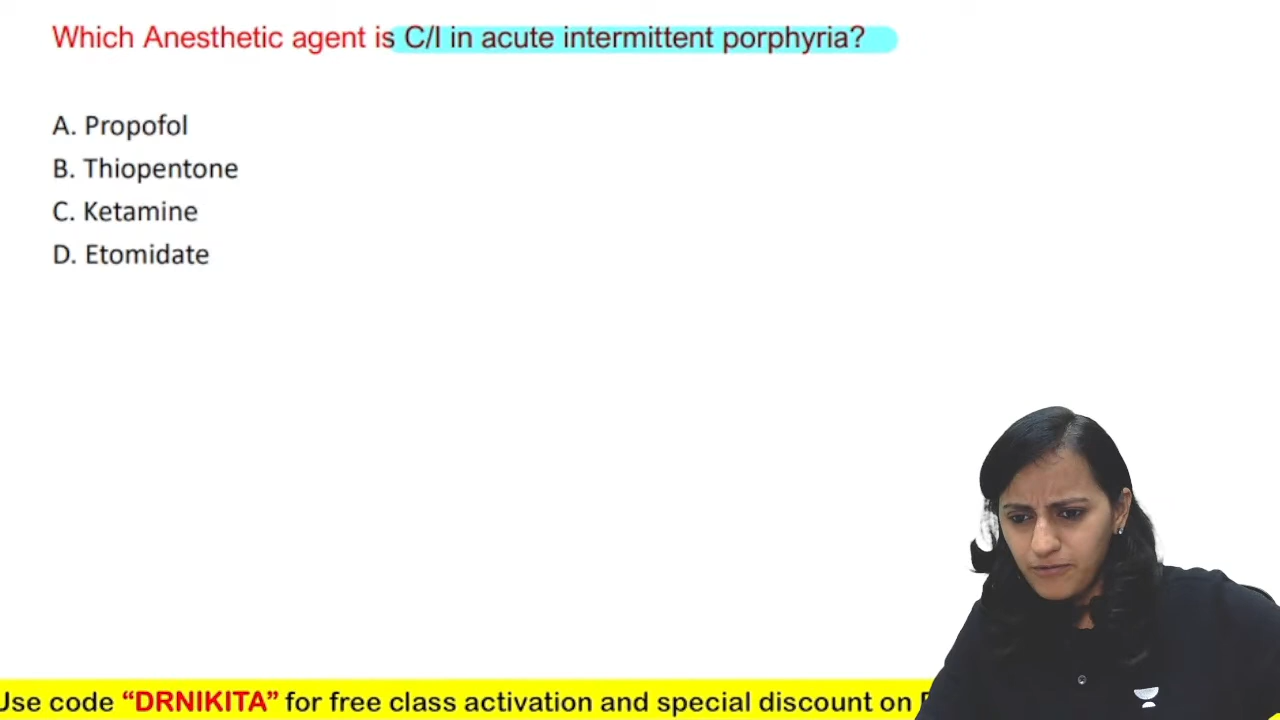 Which Anesthetic agent is C/I in acute intermittent porphyria?
A. Propofol
B. Thiopentone
C. Ketamine
D. Etomidate
Use code “DRNIKITA” for free class activation and special discount on